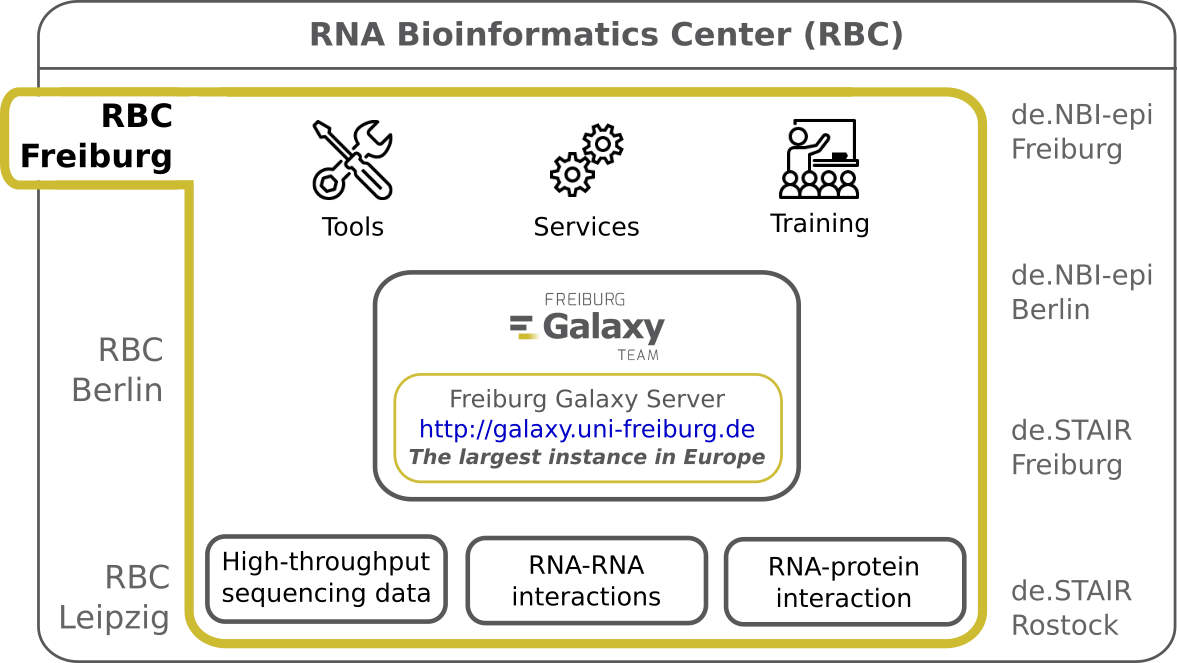 RNA Bioinformatics Center (RBC)
RBC
Freiburg
RBC
Berlin
RBC
Leipzig
Tools
Services
Training
FREIBURG
Galaxy
TEAM
Freiburg Galaxy Server
http://galaxy.uni-freiburg.de
The largest instance in Europe
High-throughput
sequencing data
RNA-RNA
interactions
RNA-protein
interaction
de.NBI-epi
Freiburg
de.NBI-epi
Berlin
de.STAIR
Freiburg
de.STAIR
Rostock